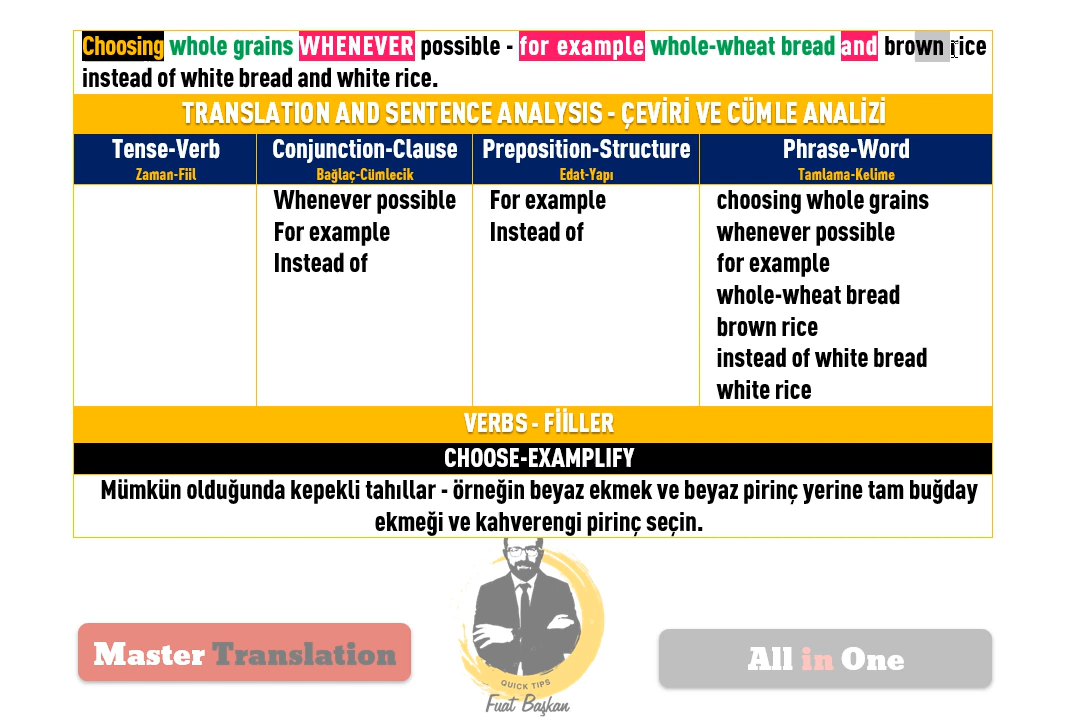 Choosing whole grains WHENEVER possible - for example whole-wheat bread and brown rice
instead of white bread and white rice.
TRANSLATION AND SENTENCE ANALYSIS - ÇEVİRİ VE CÜMLE ANALİZİ
Tense-Verb Conjunction-Clause Preposition-Structure Phrase-Word
Zaman-Fiil Bağlaç-Cümlecik Edat-Yapı Tamlama-Kelime
Whenever possible For example choosing whole grains
For example Instead of whenever possible
Instead of for example
whole-wheat bread
brown rice
instead of white bread
white rice
VERBS - FİİLLER
CHOOSE-EXAMPLIFY
Mümkün olduğunda kepekli tahıllar - örneğin beyaz ekmek ve beyaz pirinç yerine tam buğday
ekmeği ve kahverengi pirinç seçin.
Master Translation
QUICK TIPS
Fuat Başkan
All in One